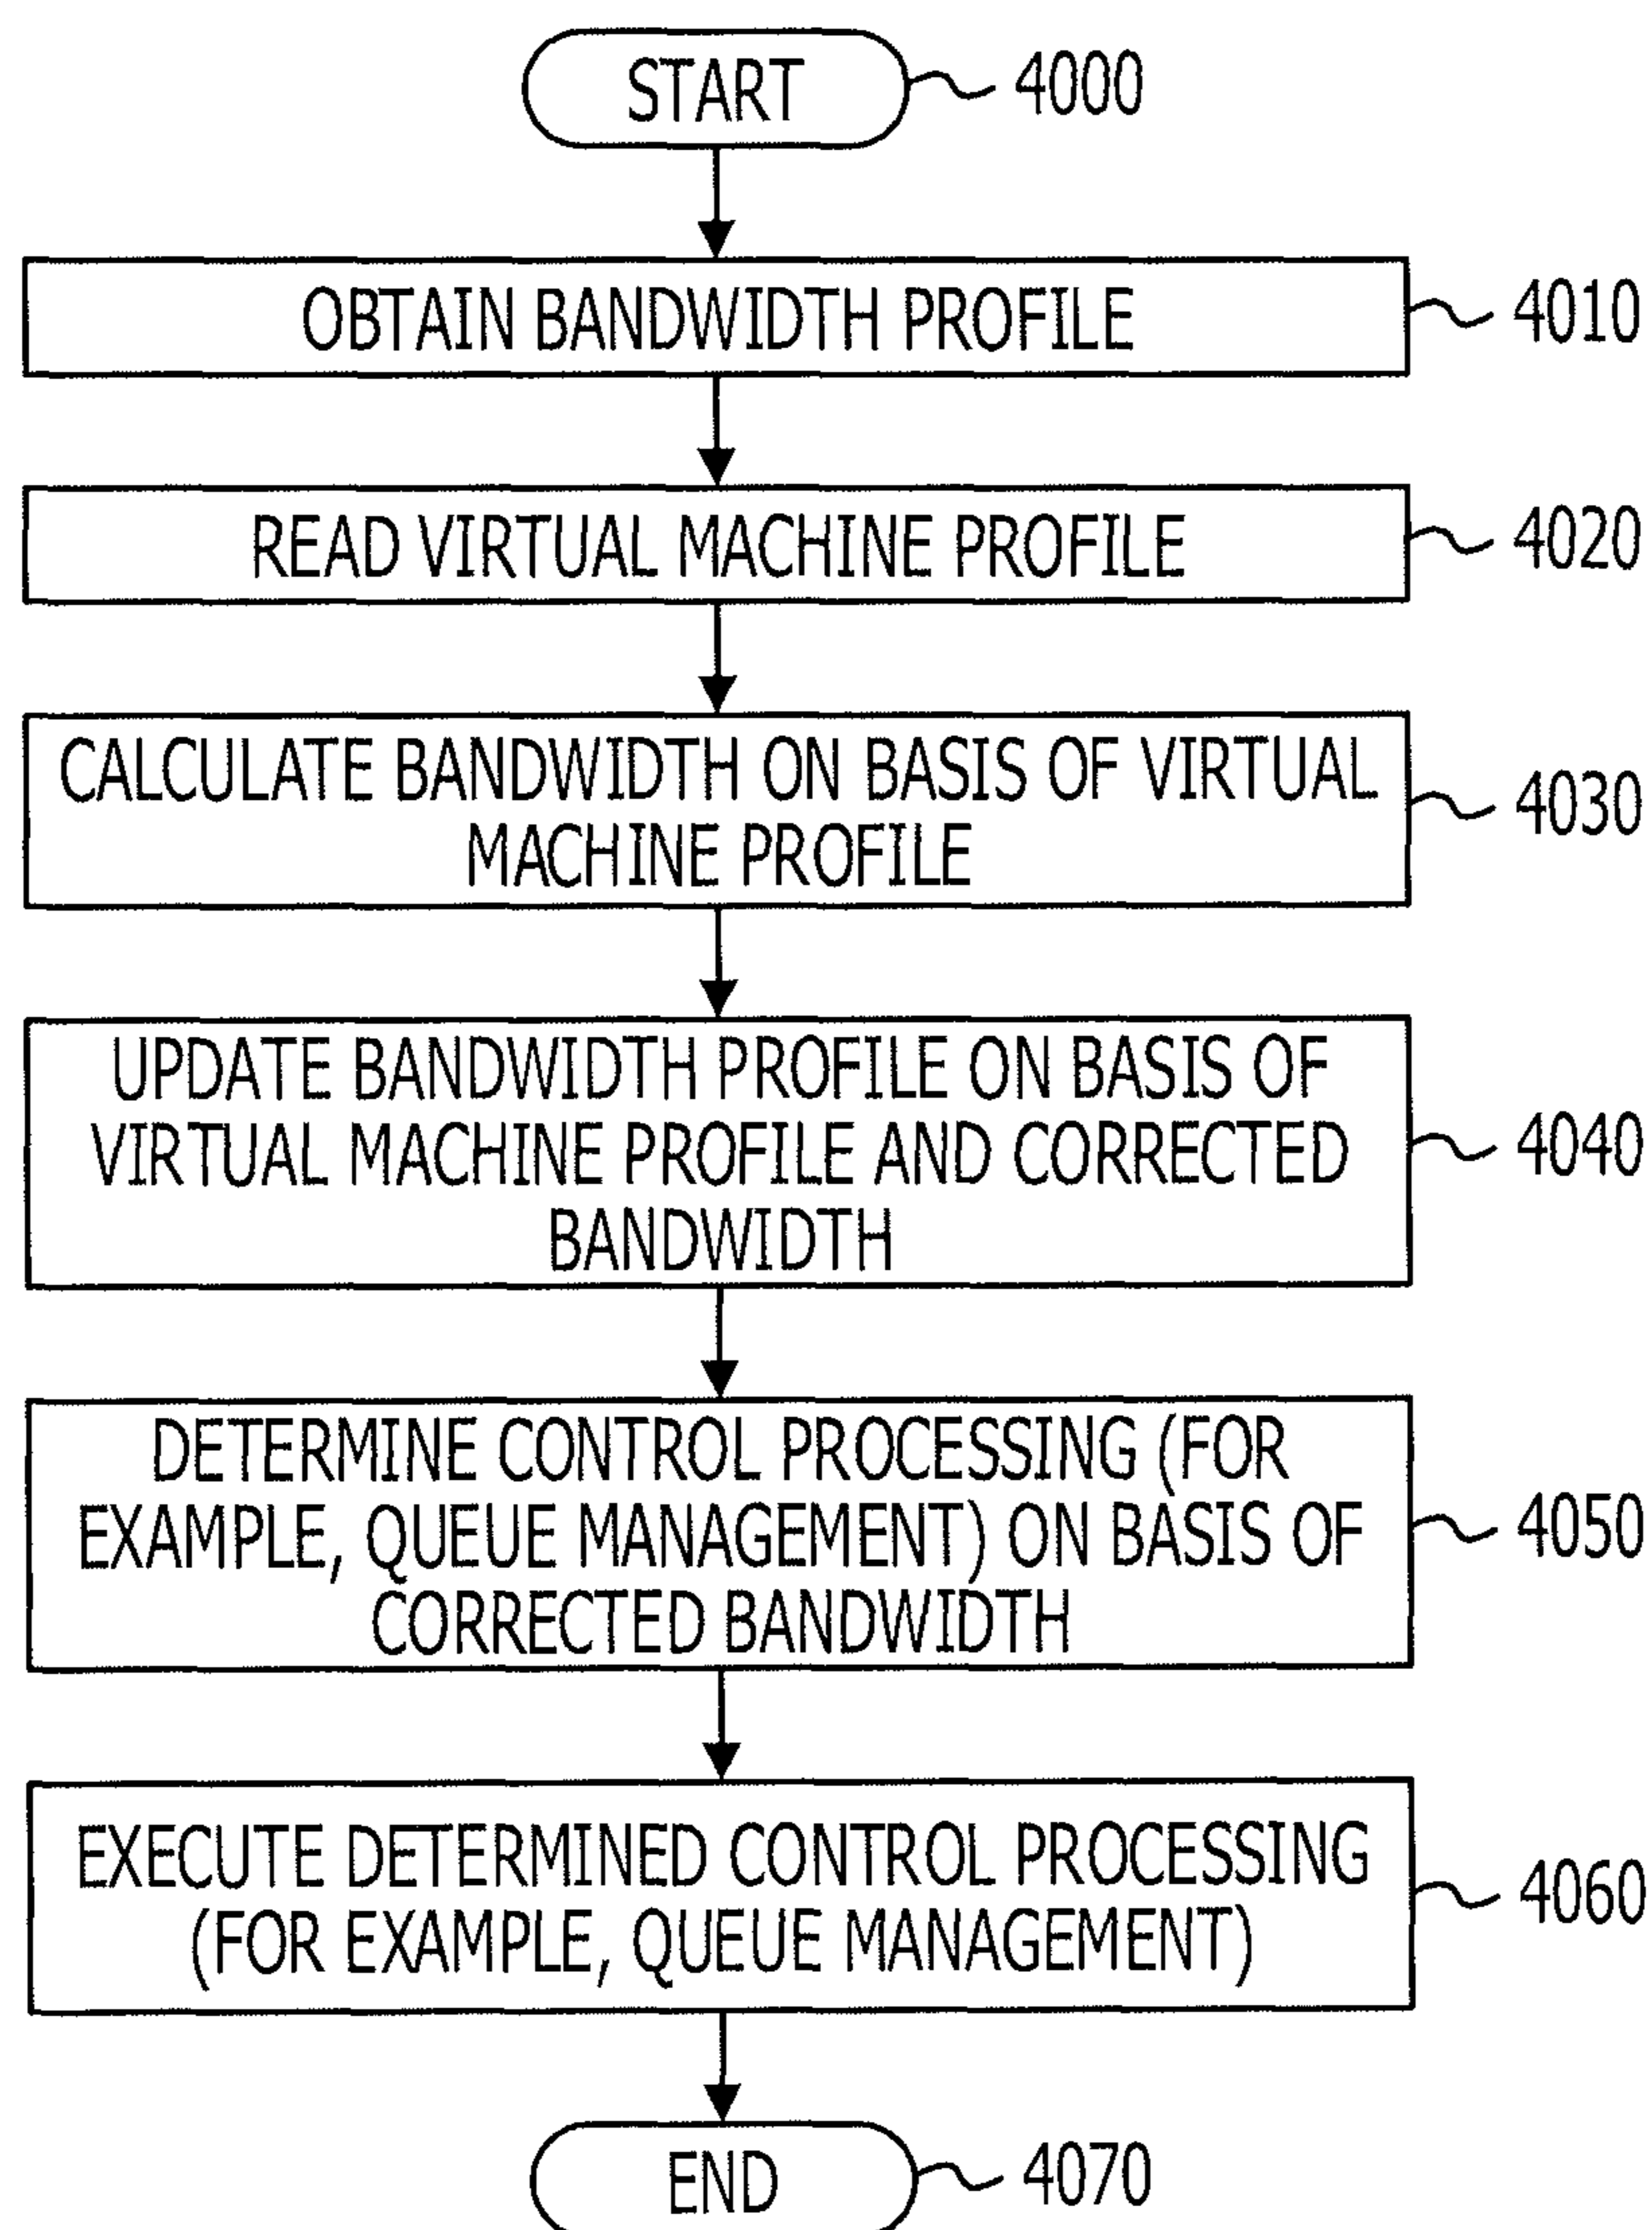 START 4000
OBTAIN BANDWIDTH PROFILE 4010
READ VIRTUAL MACHINE PROFILE 4020
CALCULATE BANDWIDTH ON BASIS OF VIRTUAL
MACHINE PROFILE
4030
UPDATE BANDWIDTH PROFILE ON BASIS OF
VIRTUAL MACHINE PROFILE AND CORRECTED
BANDWIDTH
4040
DETERMINE CONTROL PROCESSING (FOR
EXAMPLE, QUEUE MANAGEMENT) ON BASIS OF
CORRECTED BANDWIDTH
4050
EXECUTE DETERMINED CONTROL PROCESSING
(FOR EXAMPLE, QUEUE MANAGEMENT)
4060
END 4070